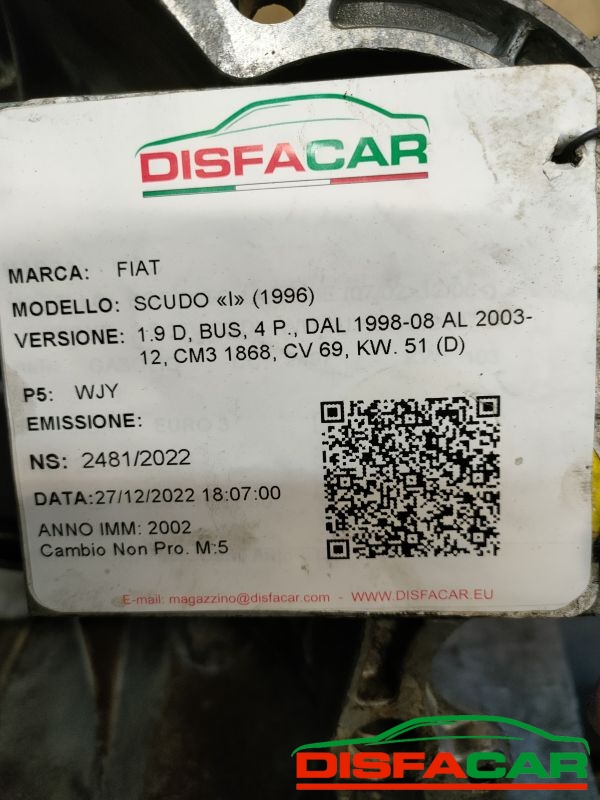 DISFACAR
MARCA: FIAT
MODELLO: SCUDO «I» (1996)
VERSIONE: 1.9 D, BUS, 4 P., DAL 1998-08 AL 2003-
12, CM3 1868, CV 69, KW. 51 (D)
P5: WJY
EMISSIONE:
EURO 3
NS: 2481/2022
DATA:27/12/2022 18:07:00
ANNO IMM: 2002
Cambio Non Pro. M:5
E-mail: magazzino@disfacar.com - WWW.DISFACAR.EU
DISFACAR